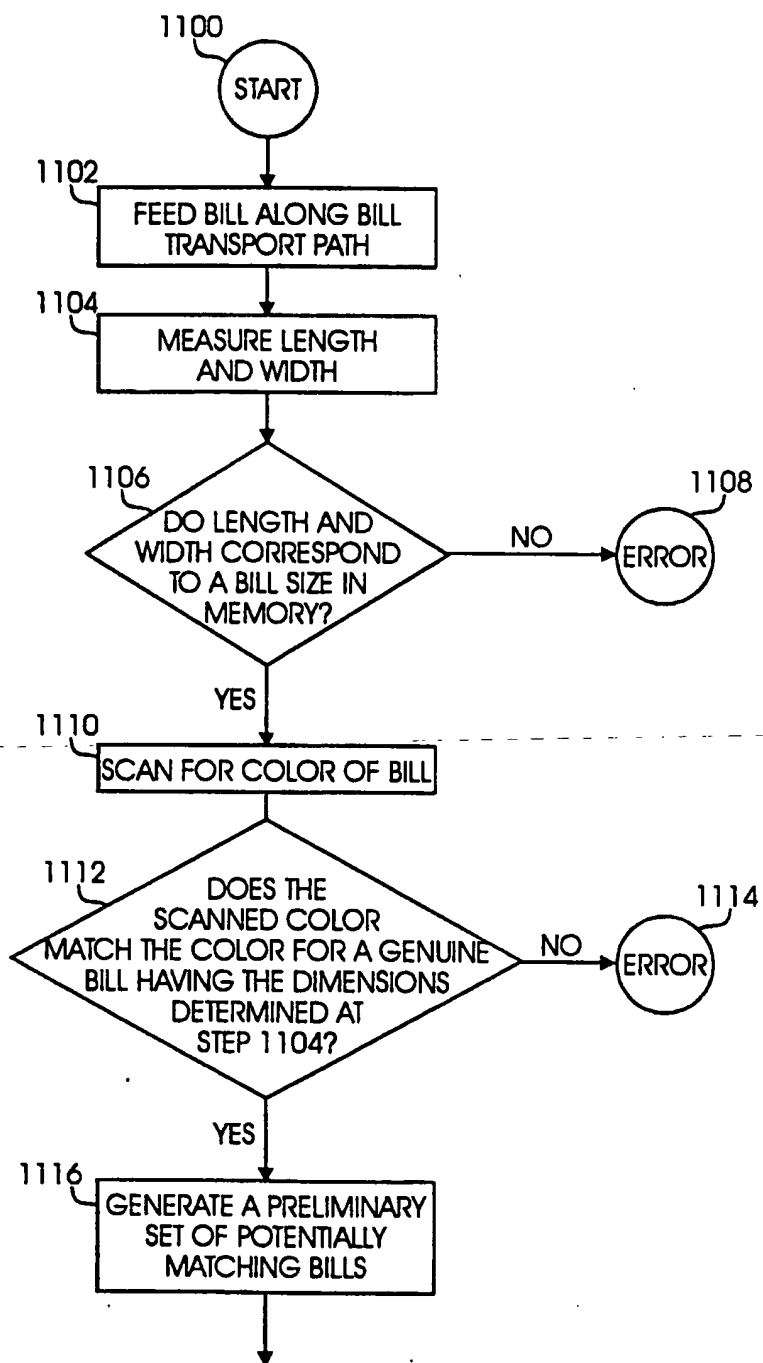 1100
START
1102
FEED BILL ALONG BILL
TRANSPORT PATH
1104
MEASURE LENGTH
AND WIDTH
1106
DO LENGTH AND
WIDTH CORRESPOND
TO A BILL SIZE IN
MEMORY?
NO
1108
ERROR
YES
1110
SCAN FOR COLOR OF BILL
1112
DOES THE
SCANNED COLOR
MATCH THE COLOR FOR A GENUINE
BILL HAVING THE DIMENSIONS
DETERMINED AT
STEP 1104?
NO
1114
ERROR
YES
1116
GENERATE A PRELIMINARY
SET OF POTENTIALLY
MATCHING BILLS